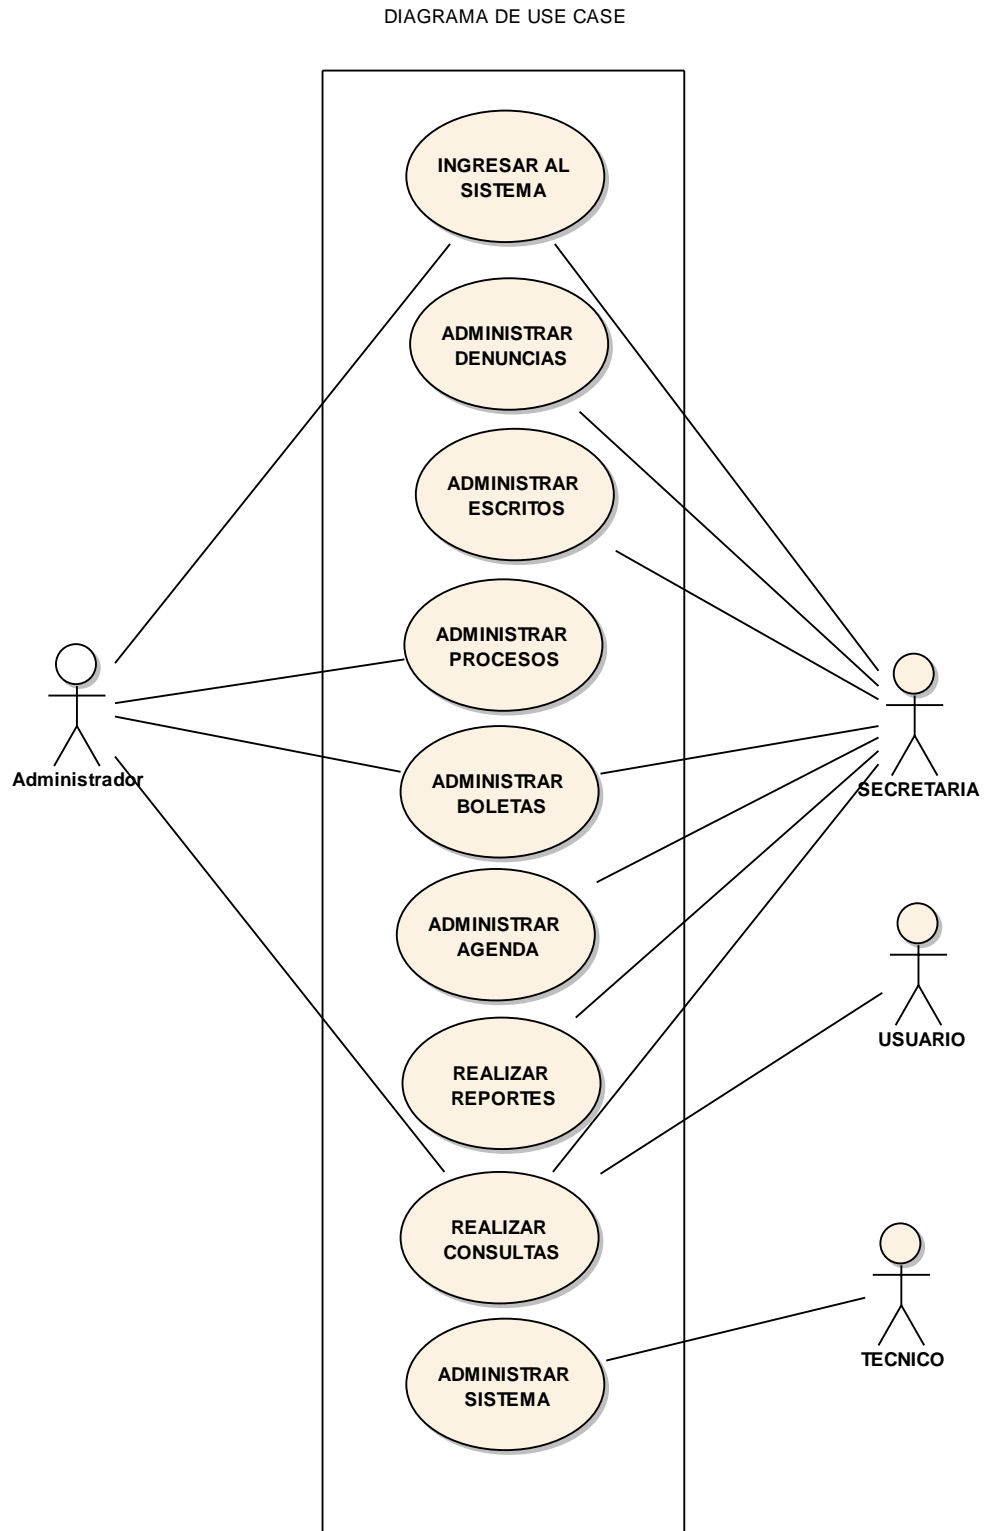 DIAGRAMA DE USE CASE
INGRESAR AL
SISTEMA
ADMINISTRAR
DENUNCIAS
ADMINISTRAR
ESCRITOS
ADMINISTRAR
PROCESOS
Administrador
ADMINISTRAR
BOLETAS
SECRETARIA
ADMINISTRAR
AGENDA
USUARIO
REALIZAR
REPORTES
REALIZAR
CONSULTAS
TECNICO
ADMINISTRAR
SISTEMA